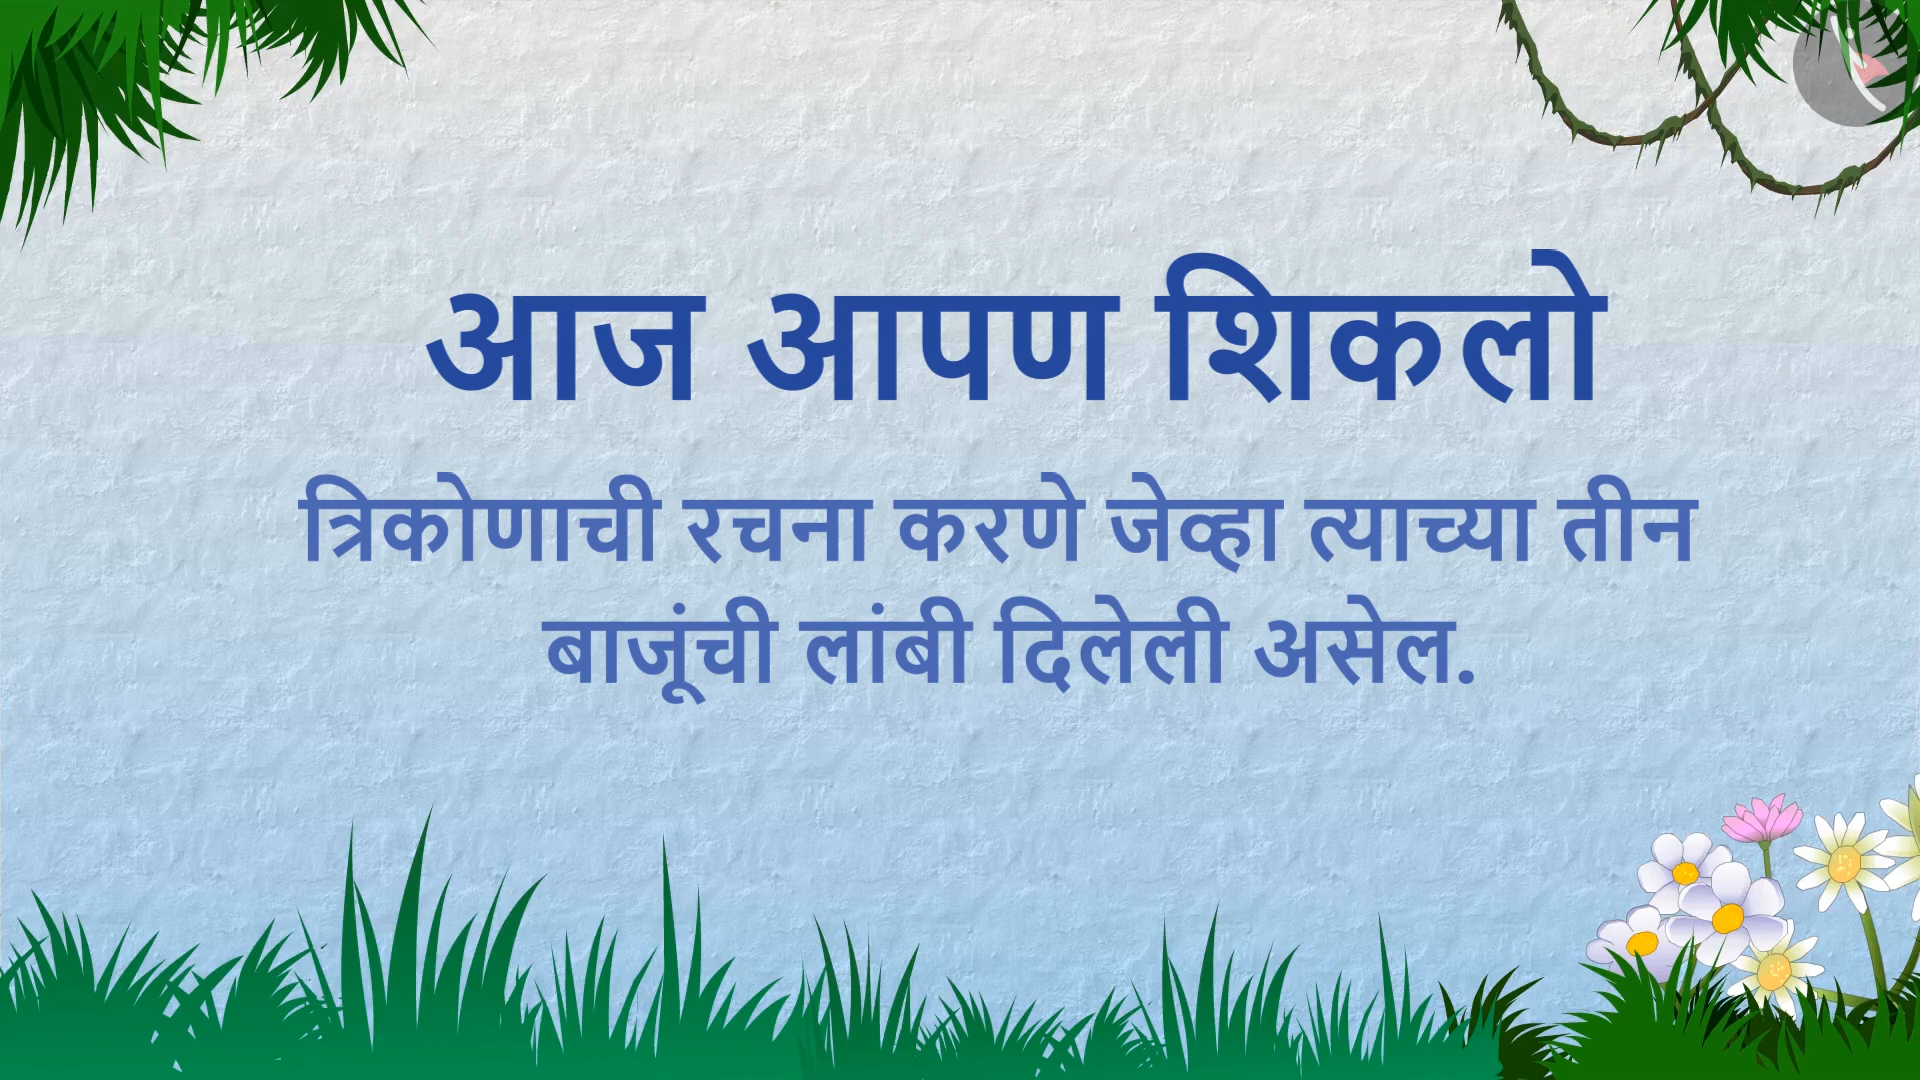 आज आपण शिकलो
त्रिकोणाची रचना करणे जेव्हा त्याच्या तीन
बाजूंची लांबी दिलेली असेल.